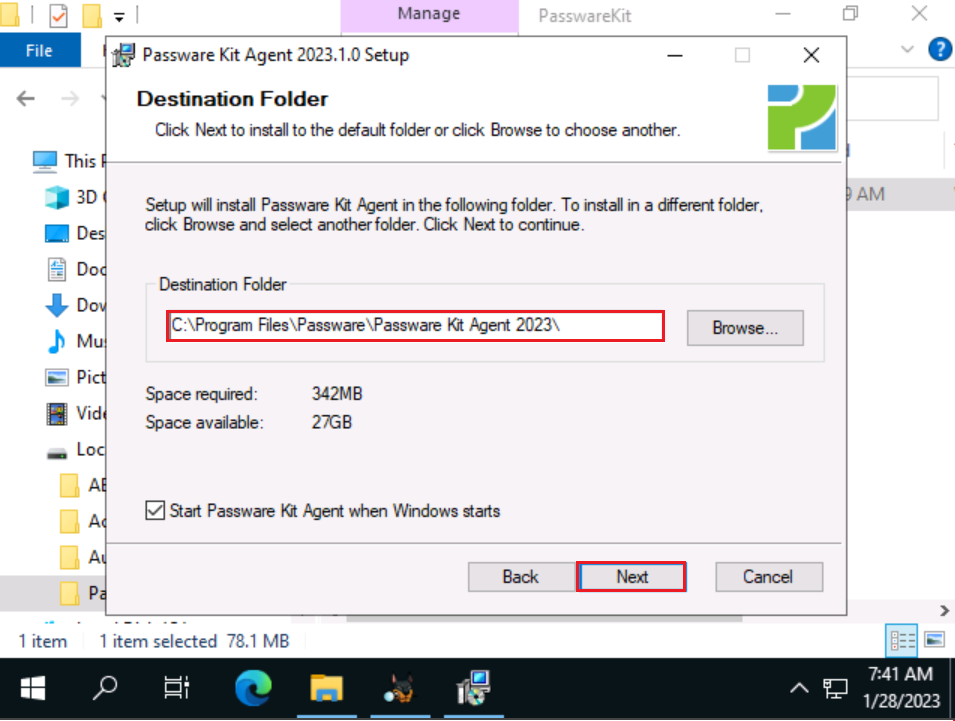 Manage
PasswareKit
File
Passware Kit Agent 2023.1.0 Setup
?
Destination Folder
Click Next to install to the default folder or click Browse to choose another.
This
3D
9 AM
Setup will install Passware Kit Agent in the following folder. To install in a different folder,
click Browse and select another folder. Click Next to continue.
Destination Folder
C:\Program Files\Passware\Passware Kit Agent 2023\
Browse...
Space required: 342MB
Space available: 27GB
Start Passware Kit Agent when Windows starts
Back
Next
Cancel
Des
Doc
Dov
Mus
Pict
Vide
Loc
Pa
1 item
1 item selected 78.1 MB
7:41 AM
1/28/2023